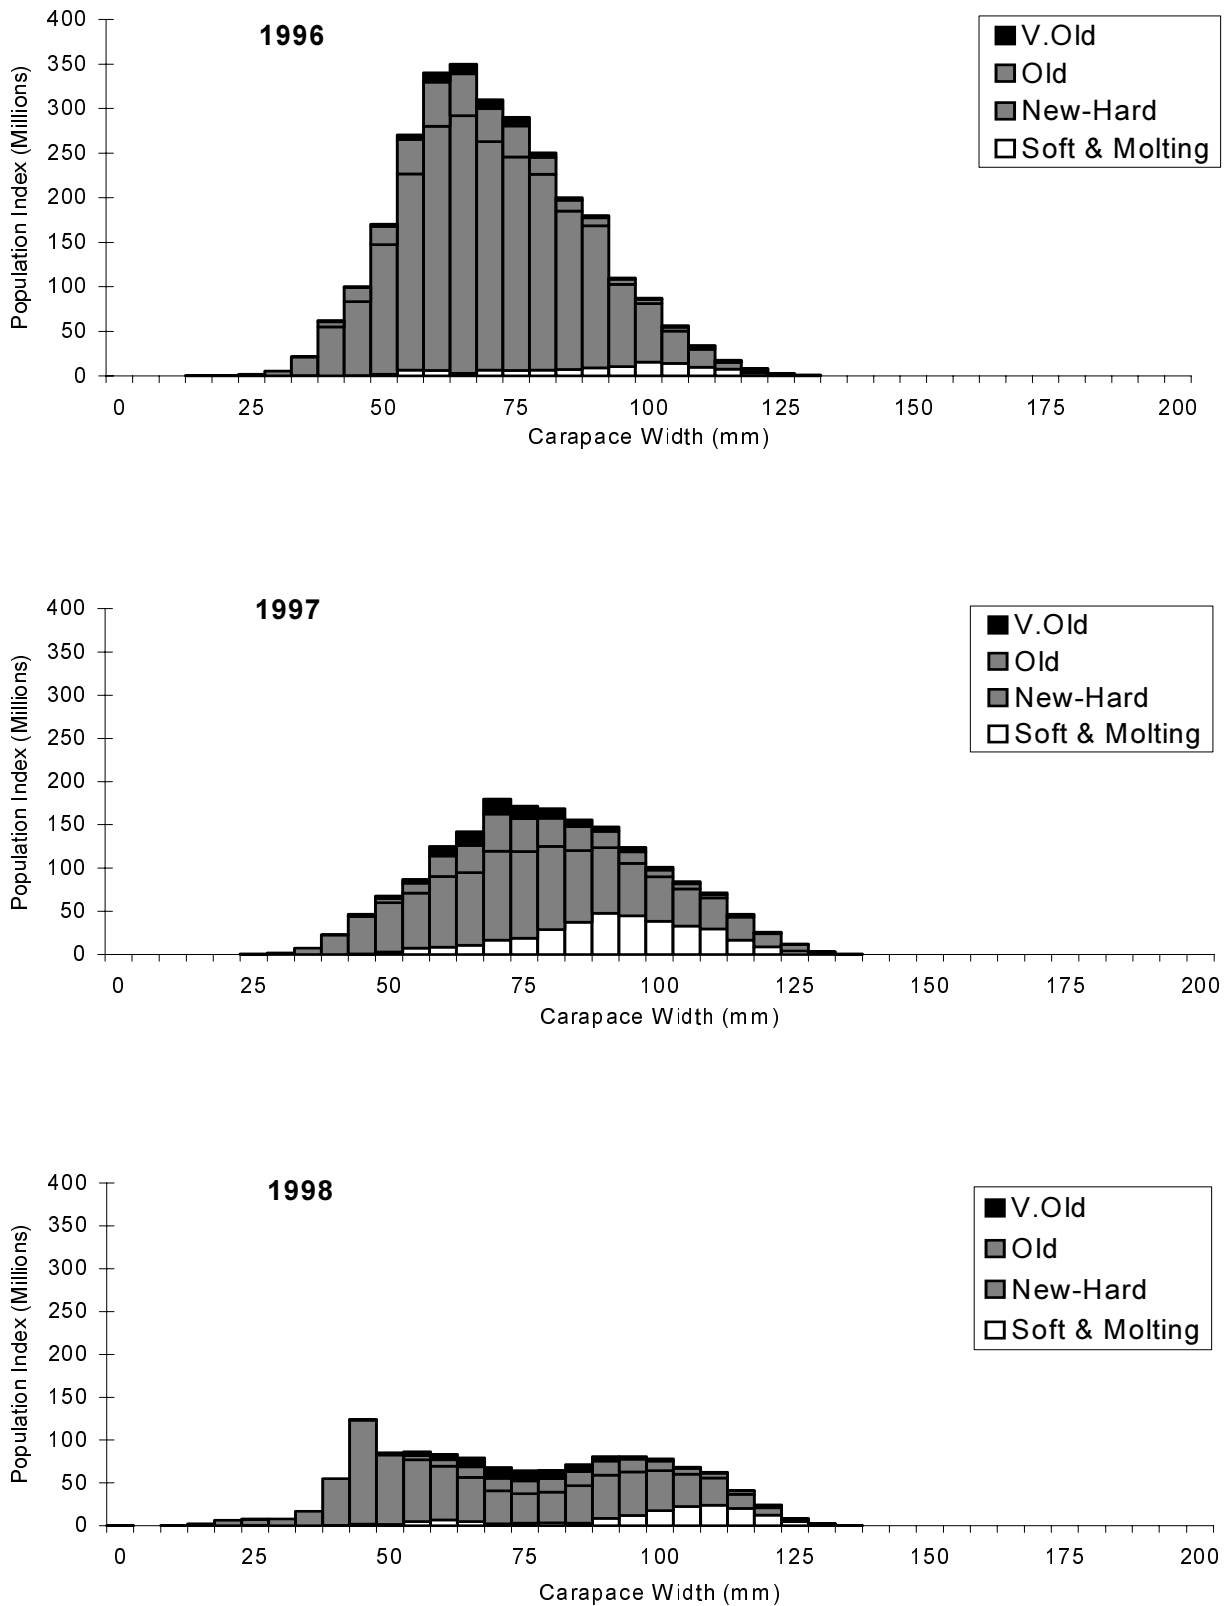 1996
400
350
300
250
200
150
100
50
0
Population Index (Millions)
V.Old
Old
New-Hard
Soft & Molting
0 25 50 75 100 125 150 175 200
Carapace Width (mm)
1997
400
350
300
250
200
150
100
50
0
Population Index (Millions)
V.Old
Old
New-Hard
Soft & Molting
0 25 50 75 100 125 150 175 200
Carapace Width (mm)
1998
400
350
300
250
200
150
100
50
0
Population Index (Millions)
V.Old
Old
New-Hard
Soft & Molting
0 25 50 75 100 125 150 175 200
Carapace Width (mm)